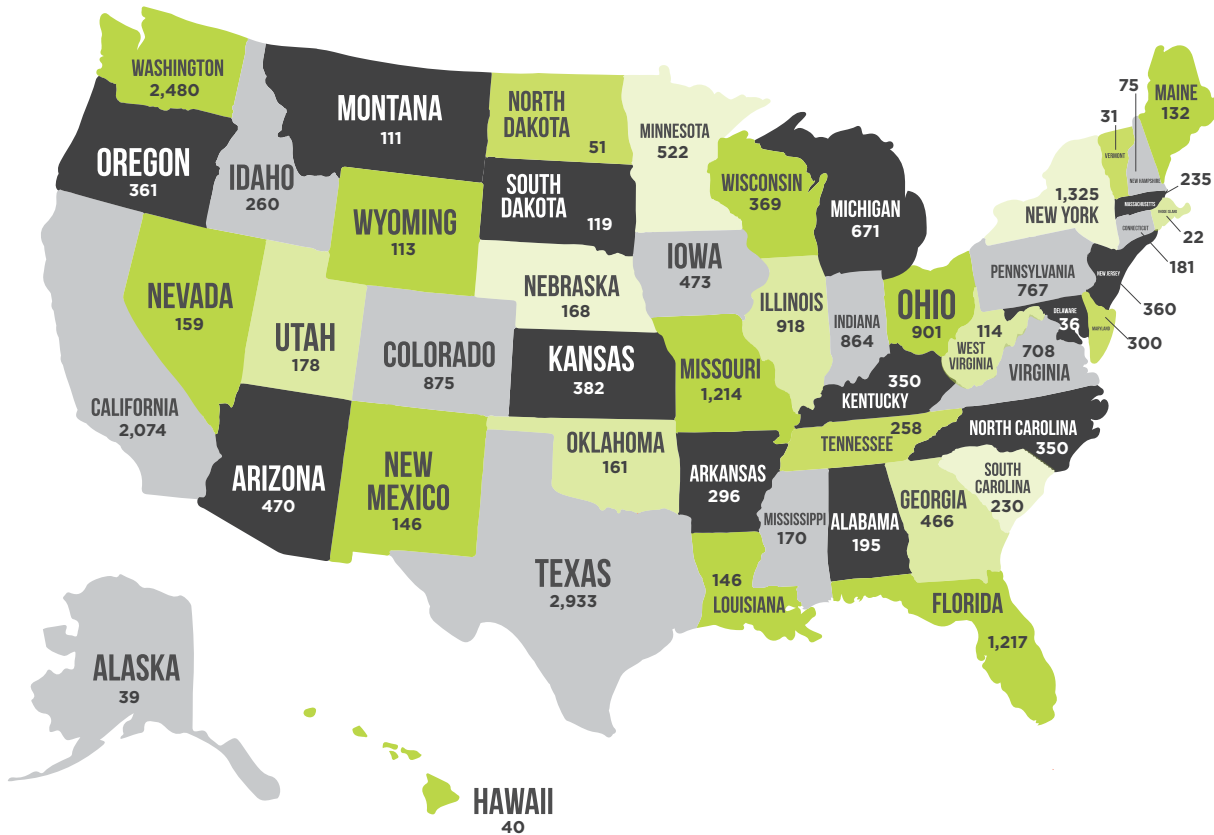 WASHINGTON
2,480
MONTANA
111
NORTH
DAKOTA
51
MINNESOTA
522
75
MAINE
132
31
VERMONT
NEW HAMPSHIRE
OREGON
361
IDAHO
260
SOUTH
DAKOTA
119
WISCONSIN
369
MICHIGAN
671
1,325
NEW YORK
235
MASSACHUSETTS
RHODE ISLAND
22
CONNECTICUT
181
WYOMING
113
IOWA
473
NEBRASKA
168
PENNSYLVANIA
767
NEW JERSEY
360
NEVADA
159
UTAH
178
COLORADO
875
KANSAS
382
ILLINOIS
918
INDIANA
864
OHIO
901
114
WEST
VIRGINIA
DELAWARE
36
MARYLAND
300
708
VIRGINIA
MISSOURI
1,214
350
KENTUCKY
CALIFORNIA
2,074
258
TENNESSEE
NORTH CAROLINA
350
ARIZONA
470
NEW
MEXICO
146
OKLAHOMA
161
ARKANSAS
296
SOUTH
CAROLINA
230
MISSISSIPPI
170
ALABAMA
195
GEORGIA
466
TEXAS
2,933
146
LOUISIANA
FLORIDA
1,217
ALASKA
39
HAWAII
40